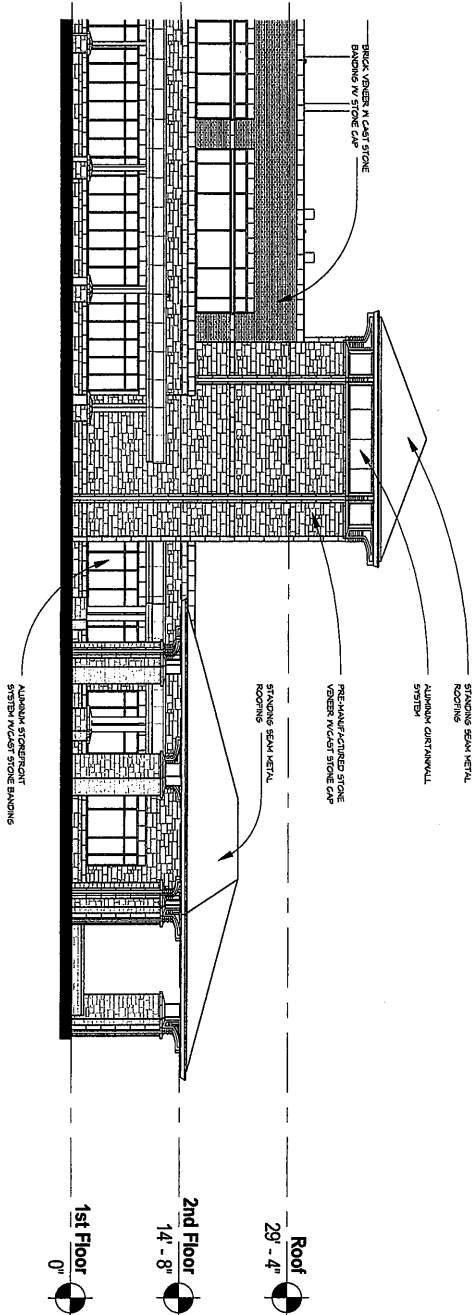 BRICK VENEER W CAST STONE
BANDING W/ STONE CAP
STANDING SEAM METAL
ROOFING
ALUMINUM CURTAINWALL
SYSTEM
PRE-MANUFACTURED STONE
VENEER W/CAST STONE CAP
STANDING SEAM METAL
ROOFING
ALUMINUM STOREFRONT
SYSTEM W/CAST STONE BANDING
Roof
29' - 4"
2nd Floor
14' - 8"
1st Floor
0"